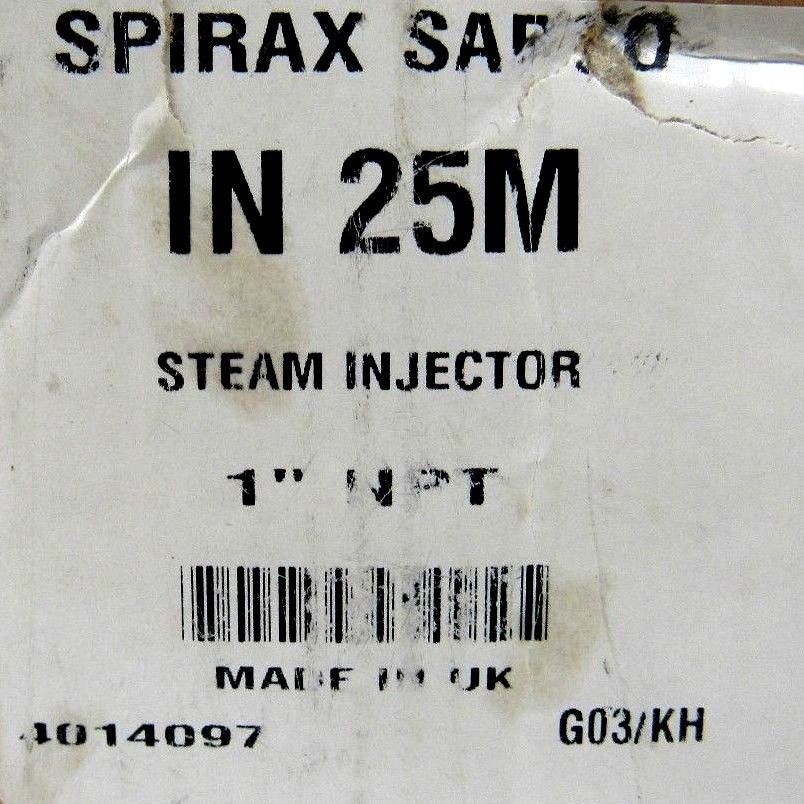 SPIRAX SARCO
IN 25M
STEAM INJECTOR
1" NPT
MADE IN UK
4014097
G03/KH